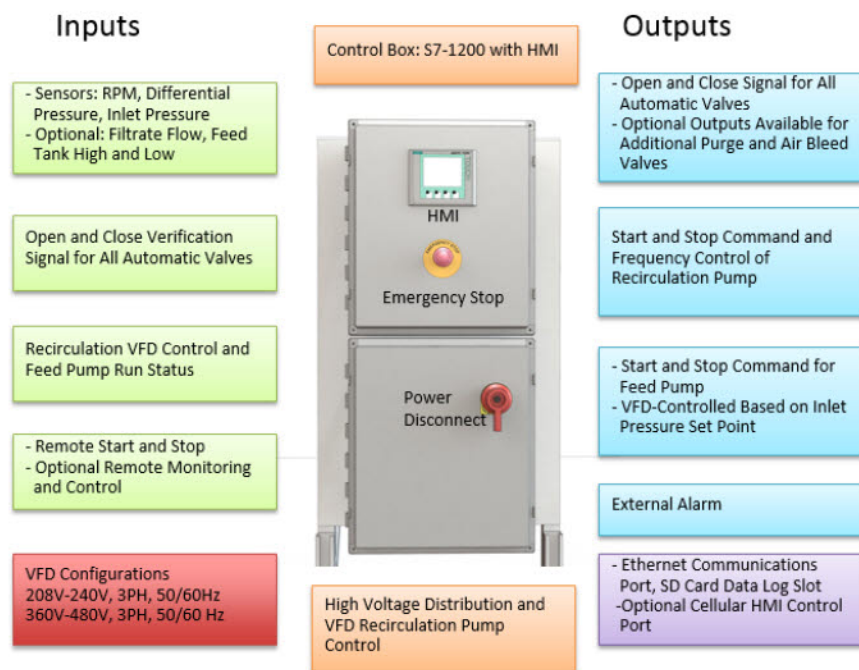 Inputs
Control Box: S7-1200 with HMI
Outputs
- Sensors: RPM, Differential
Pressure, Inlet Pressure
- Optional: Filtrate Flow, Feed
Tank High and Low
Open and Close Verification
Signal for All Automatic Valves
Recirculation VFD Control and
Feed Pump Run Status
- Remote Start and Stop
- Optional Remote Monitoring
and Control
VFD Configurations
208V-240V, 3PH, 50/60Hz
360V-480V, 3PH, 50/60 Hz
HMI
Emergency Stop
Power
Disconnect
High Voltage Distribution and
VFD Recirculation Pump
Control
- Open and Close Signal for All
Automatic Valves
- Optional Outputs Available for
Additional Purge and Air Bleed
Valves
Start and Stop Command and
Frequency Control of
Recirculation Pump
- Start and Stop Command for
Feed Pump
- VFD-Controlled Based on Inlet
Pressure Set Point
External Alarm
- Ethernet Communications
Port, SD Card Data Log Slot
-Optional Cellular HMI Control
Port